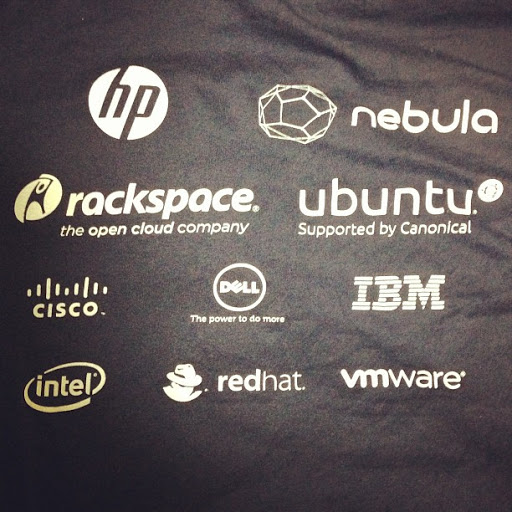 hp
nebula
rackspace®
the open cloud company
ubuntu®
Supported by Canonical
CISCO™
DELL
The power to do more
IBM
intel®
redhat®
vmware®